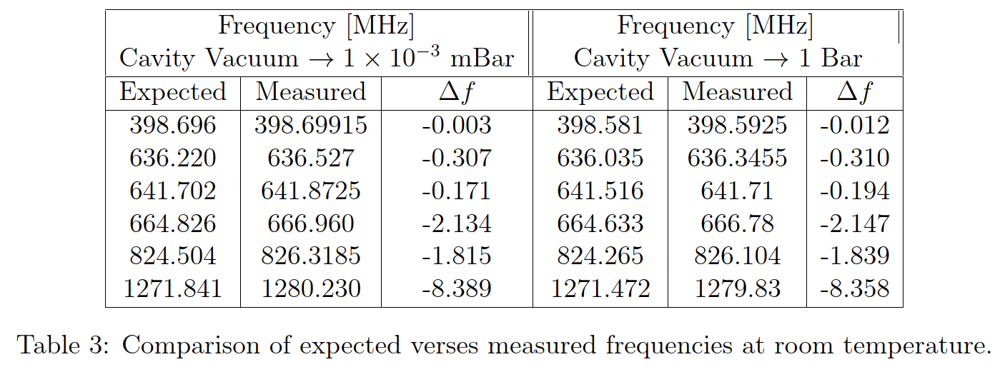 Frequency [MHz] Frequency [MHz]
Cavity Vacuum → 1 × 10⁻³ mBar Cavity Vacuum → 1 Bar
Expected Measured Δf Expected Measured Δf
398.696 398.69915 -0.003 398.581 398.5925 -0.012
636.220 636.527 -0.307 636.035 636.3455 -0.310
641.702 641.8725 -0.171 641.516 641.71 -0.194
664.826 666.960 -2.134 664.633 666.78 -2.147
824.504 826.3185 -1.815 824.265 826.104 -1.839
1271.841 1280.230 -8.389 1271.472 1279.83 -8.358
Table 3: Comparison of expected verses measured frequencies at room temperature.